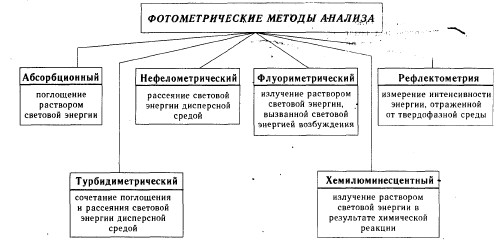 ФОТОМЕТРИЧЕСКИЕ МЕТОДЫ АНАЛИЗА
Абсорбционный
поглощение
раствором
световой энергии
Нефелометрический
рассеяние световой
энергии дисперсной
средой
Флуориметрический
излучение раствором
световой энергии,
вызванной световой
энергией возбуждения
Рефлектометрия
измерение интенсивности
энергии, отраженной
от твердофазной среды
Турбидиметрический
сочетание поглощения
и рассеяния световой
энергии дисперсной
средой
Хемилюминесцентный
излучение раствором
световой энергии в
результате химической
реакции